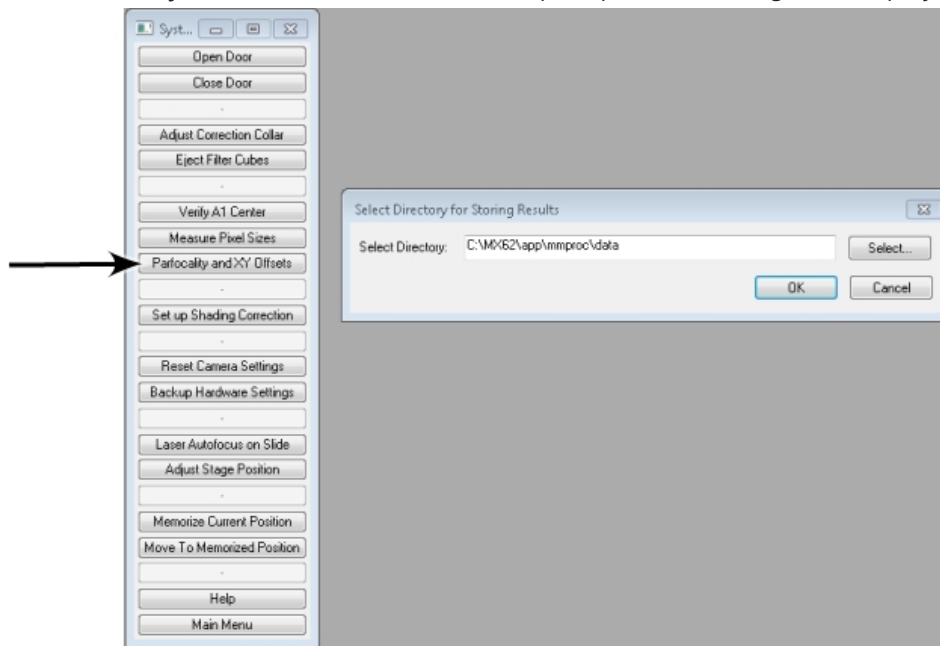 Syst...
Open Door
Close Door
-
Adjust Correction Collar
Eject Filter Cubes
-
Verify A1 Center
Measure Pixel Sizes
Parfocality and XY Offsets
-
Set up Shading Correction
-
Reset Camera Settings
Backup Hardware Settings
-
Laser Autofocus on Slide
Adjust Stage Position
-
Memorize Current Position
Move To Memorized Position
-
Help
Main Menu
Select Directory for Storing Results
Select Directory: C:\MX62\app\mmproc\data Select...
OK Cancel